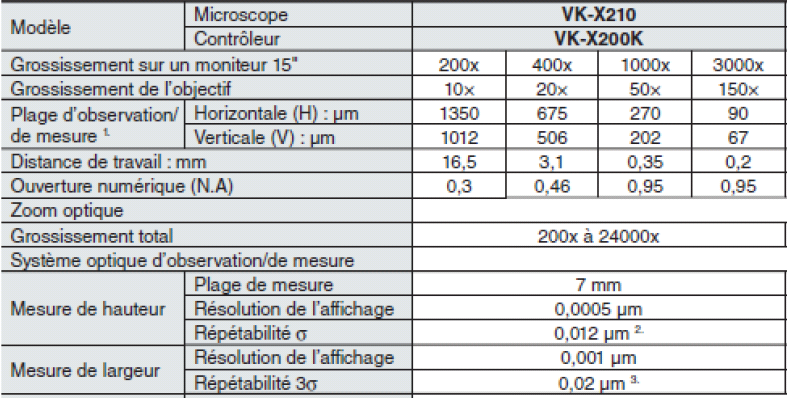 Modèle Microscope VK-X210
Contrôleur VK-X200K
Grossissement sur un moniteur 15" 200x 400x 1000x 3000x
Grossissement de l'objectif 10× 20× 50× 150×
Plage d'observation/ Horizontale (H) : µm 1350 675 270 90
de mesure 1. Verticale (V) : µm 1012 506 202 67
Distance de travail : mm 16,5 3,1 0,35 0,2
Ouverture numérique (N.A) 0,3 0,46 0,95 0,95
Zoom optique
Grossissement total 200x à 24000x
Système optique d'observation/de mesure
Mesure de hauteur Plage de mesure 7 mm
Résolution de l'affichage 0,0005 µm
Répétabilité σ 0,012 µm 2.
Mesure de largeur Résolution de l'affichage 0,001 µm
Répétabilité 3σ 0,02 µm 3.